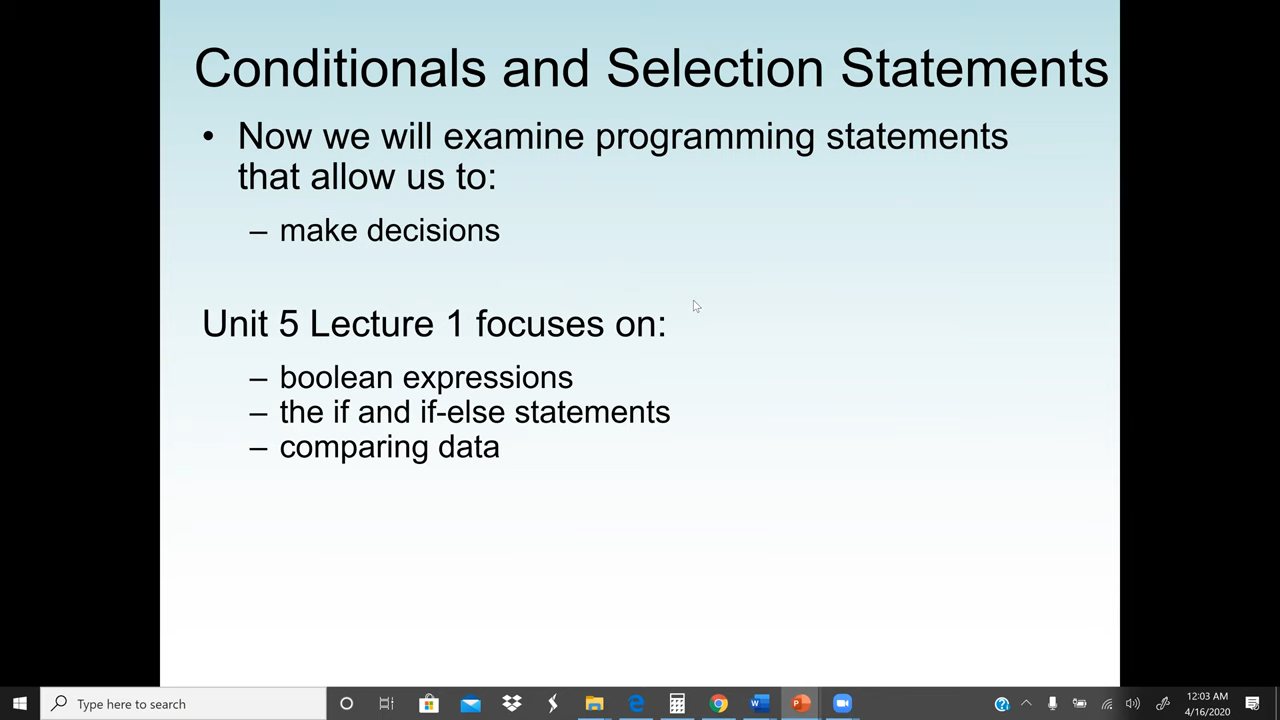 Conditionals and Selection Statements
• Now we will examine programming statements
that allow us to:
– make decisions
Unit 5 Lecture 1 focuses on:
– boolean expressions
– the if and if-else statements
– comparing data
Type here to search
12:03 AM
4/16/2020